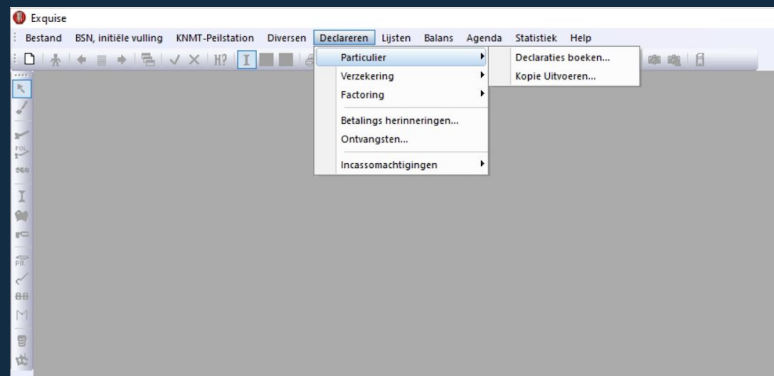 Exquise
Bestand BSN, initiële vulling KNMT-Peilstation Diversen Declareren Lijsten Balans Agenda Statistiek Help
H? I
Particulier
Declaraties boeken...
Verzekering
Kopie Uitvoeren...
Factoring
Betalings herinneringen...
Ontvangsten...
Incassomachtigingen